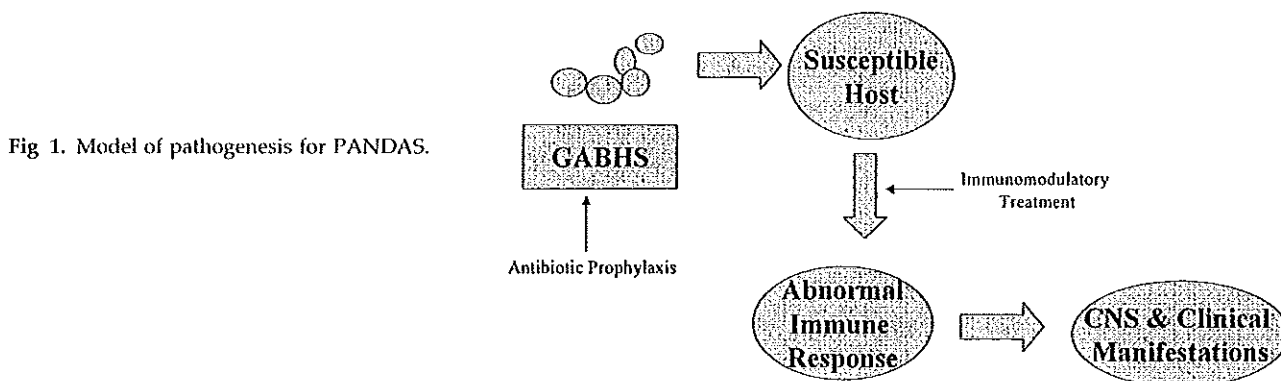 Fig 1. Model of pathogenesis for PANDAS.
GABHS
Antibiotic Prophylaxis
Susceptible
Host
Immunomodulatory
Treatment
Abnormal
Immune
Response
CNS & Clinical
Manifestations